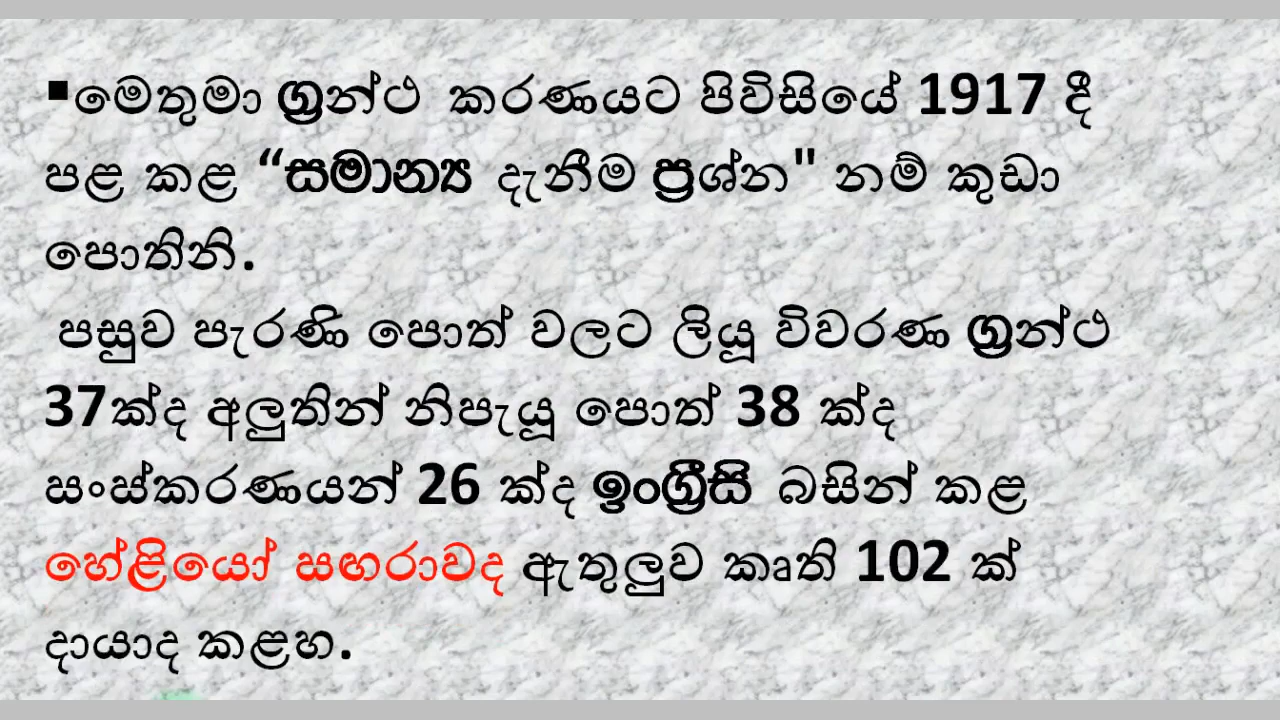 ▪මෙතුමා ග්‍රන්ථ කරණයට පිවිසියේ 1917 දී
පළ කළ “සමාන්‍ය දැනීම ප්‍රශ්න" නම් කුඩා
පොතිනි.
පසුව පැරණි පොත් වලට ලියූ විවරණ ග්‍රන්ථ
37ක්ද අලුතින් නිපැයූ පොත් 38 ක්ද
සංස්කරණයන් 26 ක්ද ඉංග්‍රීසි බසින් කළ
හේළියෝ සඟරාවද ඇතුලුව කෘති 102 ක්
දායාද කළහ.